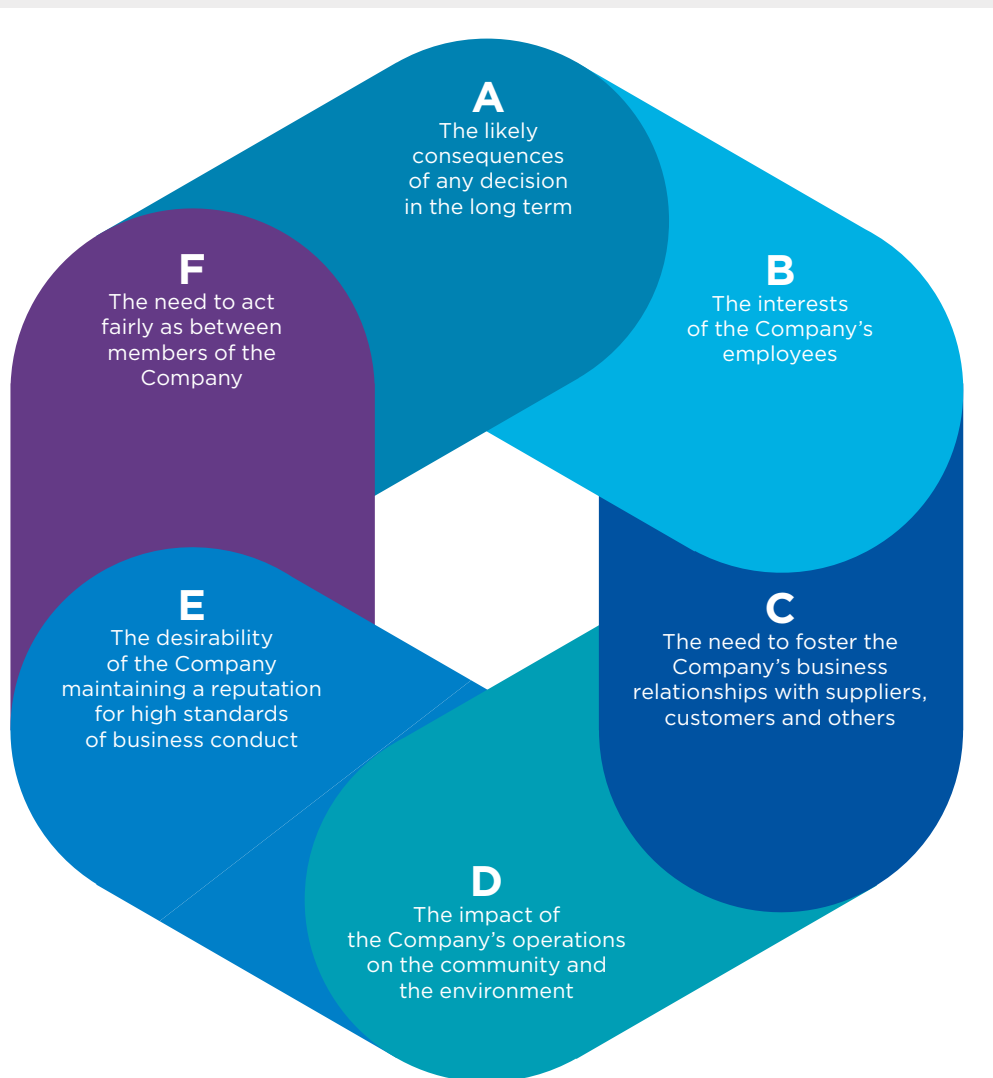 A
The likely
consequences
of any decision
in the long term
B
The interests
of the Company’s
employees
C
The need to foster the
Company’s business
relationships with suppliers,
customers and others
D
The impact of
the Company’s operations
on the community and
the environment
E
The desirability
of the Company
maintaining a reputation
for high standards
of business conduct
F
The need to act
fairly as between
members of the
Company